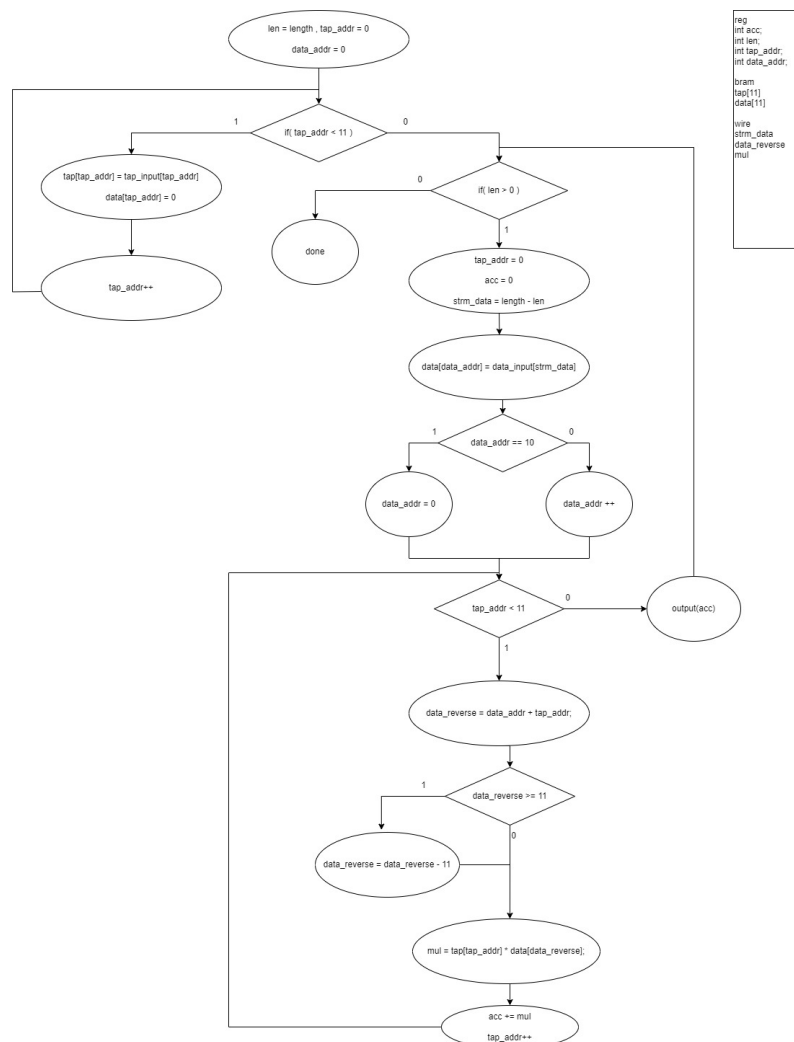 len = length , tap_addr = 0
data_addr = 0
reg
int acc;
int len;
int tap_addr;
int data_addr;
bram
tap[11]
data[11]
wire
strm_data
data_reverse
mul
1
if( tap_addr < 11 )
0
tap[tap_addr] = tap_input[tap_addr]
data[tap_addr] = 0
tap_addr++
0
if( len > 0 )
1
done
tap_addr = 0
acc = 0
strm_data = length - len
data[data_addr] = data_input[strm_data]
1
data_addr == 10
0
data_addr = 0
data_addr ++
tap_addr < 11
0
1
output(acc)
data_reverse = data_addr + tap_addr;
1
data_reverse >= 11
0
data_reverse = data_reverse - 11
mul = tap[tap_addr] * data[data_reverse];
acc += mul
tap_addr++